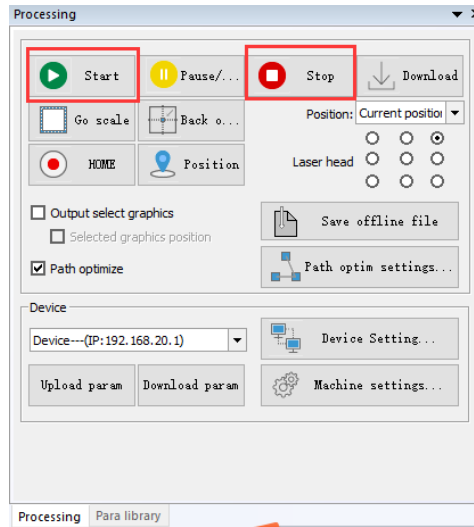 Processing
Start
Pause/...
Stop
Download
Go scale
Back o...
Position: Current position
HOME
Position
Laser head
Output select graphics
Selected graphics position
Save offline file
Path optimize
Path optim settings...
Device
Device---(IP:192.168.20.1)
Device Setting...
Upload param
Download param
Machine settings...
Processing
Para library